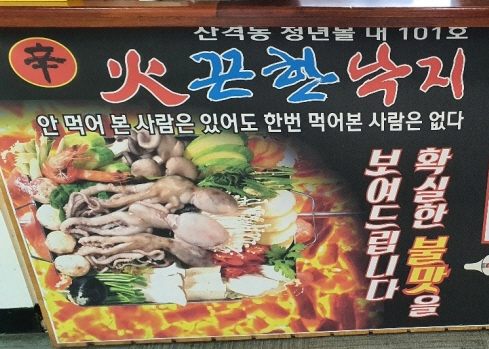 산격동 청년몰 내 101호
辛
火끈한낙지
안 먹어 본 사람은 있어도 한번 먹어본 사람은 없다
확실한 불맛을
보여드립니다